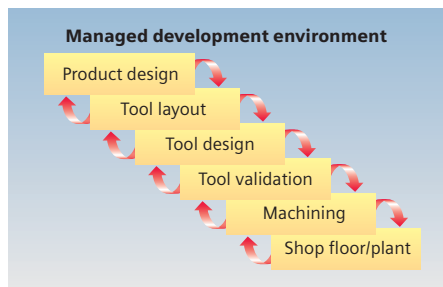 Managed development environment
Product design
Tool layout
Tool design
Tool validation
Machining
Shop floor/plant